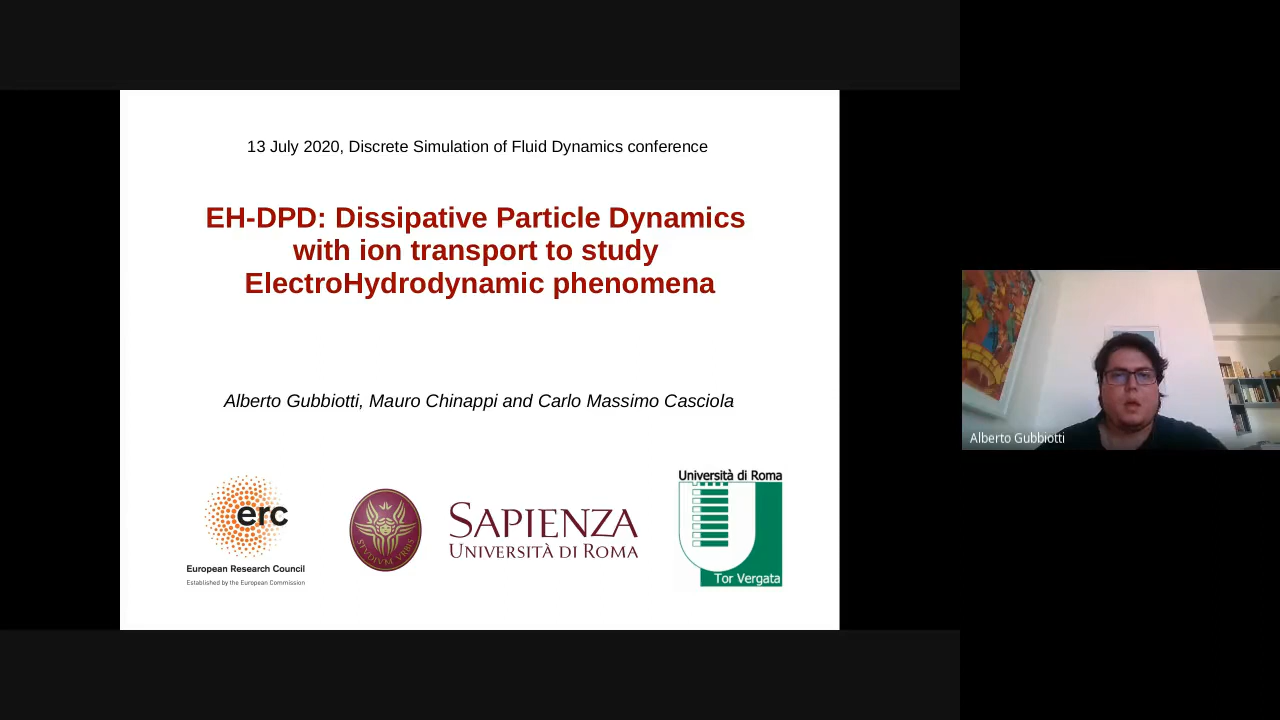 13 July 2020, Discrete Simulation of Fluid Dynamics conference
EH-DPD: Dissipative Particle Dynamics
with ion transport to study
ElectroHydrodynamic phenomena
Alberto Gubbiotti, Mauro Chinappi and Carlo Massimo Casciola
erc
European Research Council
Established by the European Commission
STVDIVM VRBIS
SAPIENZA
UNIVERSITÀ DI ROMA
Università di Roma
Tor Vergata
Alberto Gubbiotti